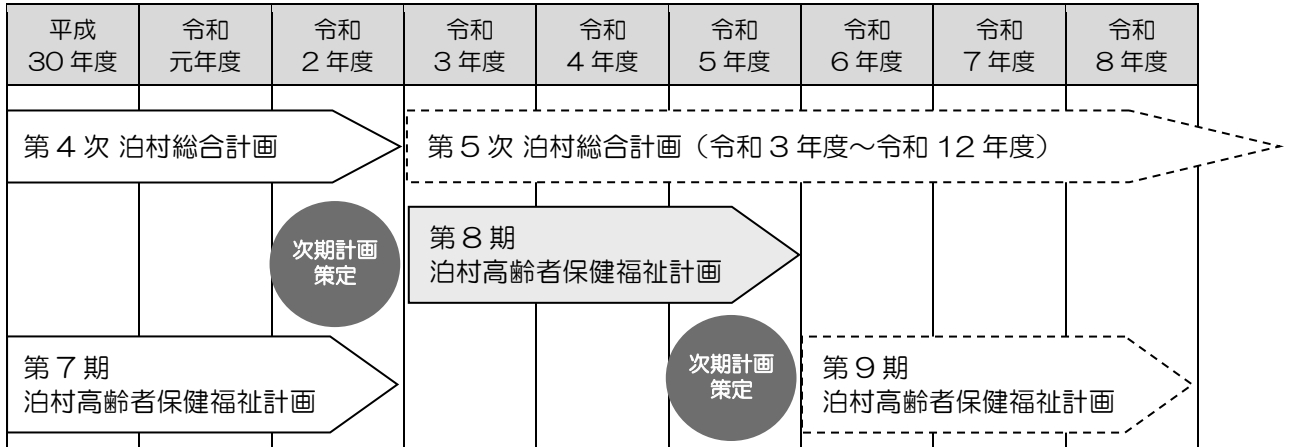 平成
30年度
令和
元年度
令和
2年度
令和
3年度
令和
4年度
令和
5年度
令和
6年度
令和
7年度
令和
8年度
第4次 泊村総合計画
第5次 泊村総合計画（令和3年度～令和12年度）
次期計画
策定
第8期
泊村高齢者保健福祉計画
第7期
泊村高齢者保健福祉計画
次期計画
策定
第9期
泊村高齢者保健福祉計画